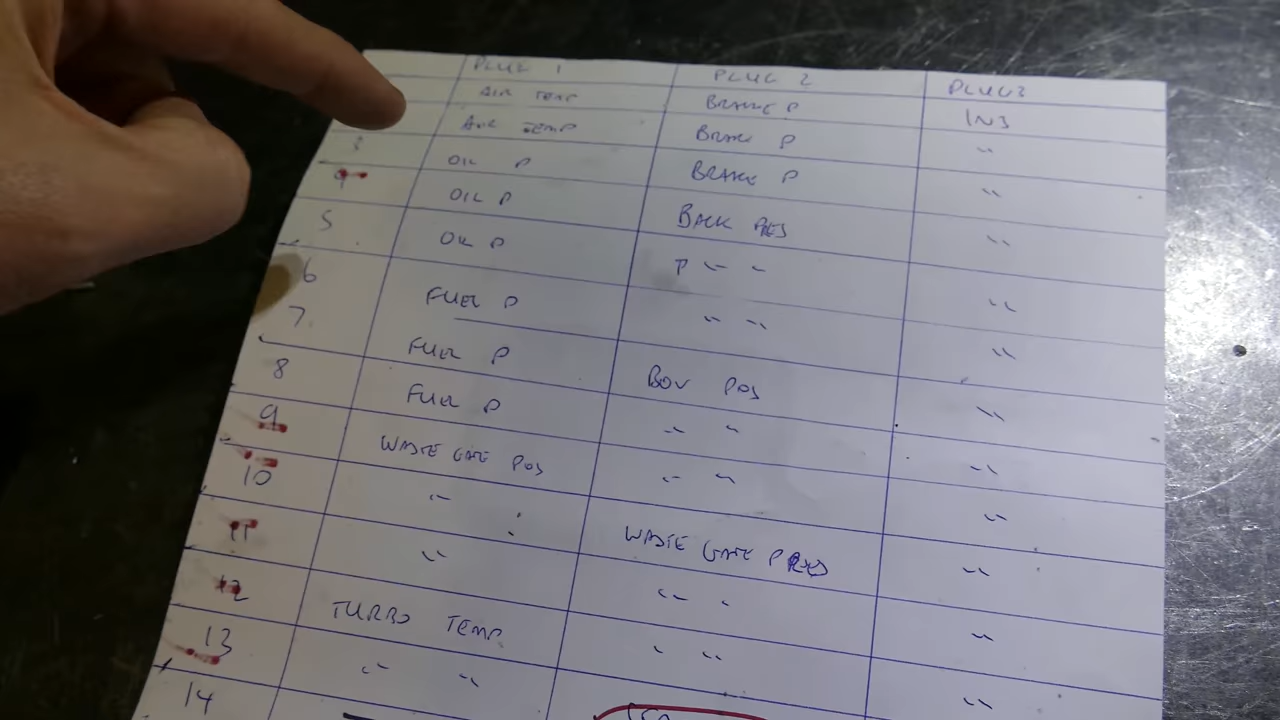 PLUG 1 PLUG 2 PLUG 3
AIR TEMP BRAKE P INJ
AIR TEMP BRAKE P "
3 OIL P BRAKE P "
4 OIL P BACK PRES "
5 OIL P P " " "
6 FUEL P " " "
7 FUEL P BOV POS "
8 FUEL P " " "
9 WASTE GATE POS " " "
10 " : WASTE GATE PRES "
11 " " " "
12 TURBO TEMP " " "
13 " "
14